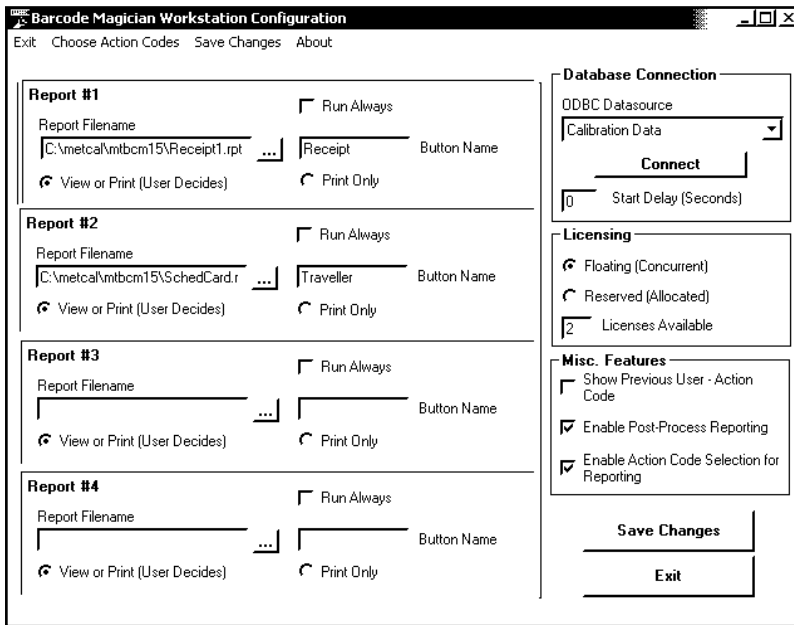 Barcode Magician Workstation Configuration
Exit Choose Action Codes Save Changes About
Report #1
Run Always
Report Filename
C:\metcal\mtbcm15\Receipt1.rpt ... Receipt Button Name
View or Print (User Decides) Print Only
Report #2
Run Always
Report Filename
C:\metcal\mtbcm15\SchedCard.r ... Traveller Button Name
View or Print (User Decides) Print Only
Report #3
Run Always
Report Filename
... Button Name
View or Print (User Decides) Print Only
Report #4
Run Always
Report Filename
... Button Name
View or Print (User Decides) Print Only
Database Connection
ODBC Datasource
Calibration Data
Connect
0 Start Delay (Seconds)
Licensing
Floating (Concurrent)
Reserved (Allocated)
2 Licenses Available
Misc. Features
Show Previous User - Action
Code
Enable Post-Process Reporting
Enable Action Code Selection for
Reporting
Save Changes
Exit